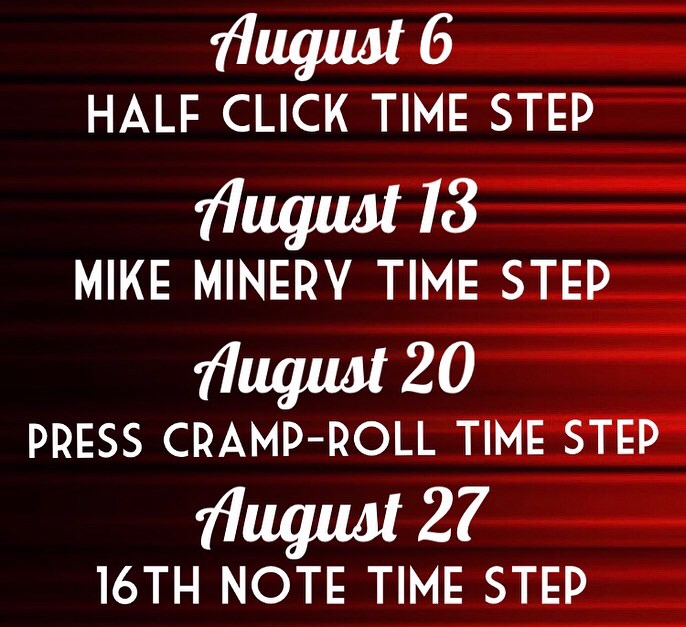 August 6
HALF CLICK TIME STEP
August 13
MIKE MINERY TIME STEP
August 20
PRESS CRAMP-ROLL TIME STEP
August 27
16TH NOTE TIME STEP